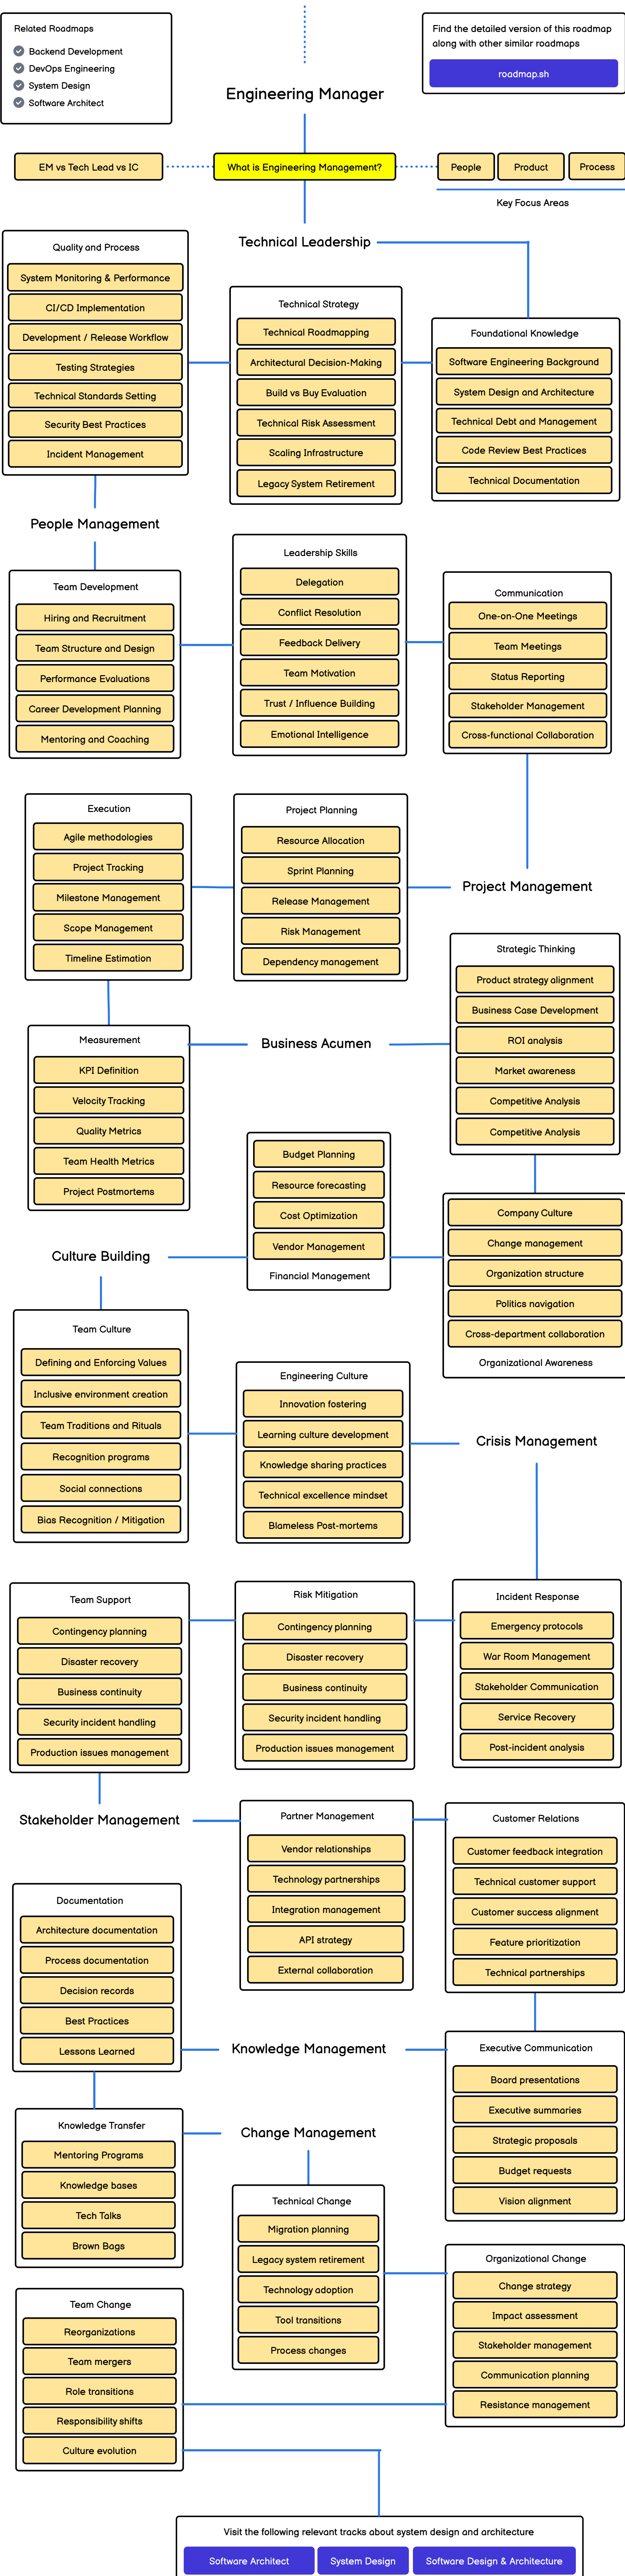 Related Roadmaps
Backend Development
DevOps Engineering
System Design
Software Architect
Find the detailed version of this roadmap
along with other similar roadmaps
roadmap.sh
Engineering Manager
EM vs Tech Lead vs IC
What is Engineering Management?
People
Product
Process
Key Focus Areas
Technical Leadership
Quality and Process
System Monitoring & Performance
CI/CD Implementation
Development / Release Workflow
Testing Strategies
Technical Standards Setting
Security Best Practices
Incident Management
Technical Strategy
Technical Roadmapping
Architectural Decision-Making
Build vs Buy Evaluation
Technical Risk Assessment
Scaling Infrastructure
Legacy System Retirement
Foundational Knowledge
Software Engineering Background
System Design and Architecture
Technical Debt and Management
Code Review Best Practices
Technical Documentation
People Management
Team Development
Hiring and Recruitment
Team Structure and Design
Performance Evaluations
Career Development Planning
Mentoring and Coaching
Leadership Skills
Delegation
Conflict Resolution
Feedback Delivery
Team Motivation
Trust / Influence Building
Emotional Intelligence
Communication
One-on-One Meetings
Team Meetings
Status Reporting
Stakeholder Management
Cross-functional Collaboration
Execution
Agile methodologies
Project Tracking
Milestone Management
Scope Management
Timeline Estimation
Project Planning
Resource Allocation
Sprint Planning
Release Management
Risk Management
Dependency management
Project Management
Strategic Thinking
Product strategy alignment
Business Case Development
ROI analysis
Market awareness
Competitive Analysis
Competitive Analysis
Measurement
KPI Definition
Velocity Tracking
Quality Metrics
Team Health Metrics
Project Postmortems
Business Acumen
Budget Planning
Resource forecasting
Cost Optimization
Vendor Management
Financial Management
Company Culture
Change management
Organization structure
Politics navigation
Cross-department collaboration
Organizational Awareness
Culture Building
Team Culture
Defining and Enforcing Values
Inclusive environment creation
Team Traditions and Rituals
Recognition programs
Social connections
Bias Recognition / Mitigation
Engineering Culture
Innovation fostering
Learning culture development
Knowledge sharing practices
Technical excellence mindset
Blameless Post-mortems
Crisis Management
Team Support
Contingency planning
Disaster recovery
Business continuity
Security incident handling
Production issues management
Risk Mitigation
Contingency planning
Disaster recovery
Business continuity
Security incident handling
Production issues management
Incident Response
Emergency protocols
War Room Management
Stakeholder Communication
Service Recovery
Post-incident analysis
Stakeholder Management
Partner Management
Vendor relationships
Technology partnerships
Integration management
API strategy
External collaboration
Customer Relations
Customer feedback integration
Technical customer support
Customer success alignment
Feature prioritization
Technical partnerships
Documentation
Architecture documentation
Process documentation
Decision records
Best Practices
Lessons Learned
Knowledge Management
Executive Communication
Board presentations
Executive summaries
Strategic proposals
Budget requests
Vision alignment
Knowledge Transfer
Mentoring Programs
Knowledge bases
Tech Talks
Brown Bags
Change Management
Technical Change
Migration planning
Legacy system retirement
Technology adoption
Tool transitions
Process changes
Organizational Change
Change strategy
Impact assessment
Stakeholder management
Communication planning
Resistance management
Team Change
Reorganizations
Team mergers
Role transitions
Responsibility shifts
Culture evolution
Visit the following relevant tracks about system design and architecture
Software Architect
System Design
Software Design & Architecture